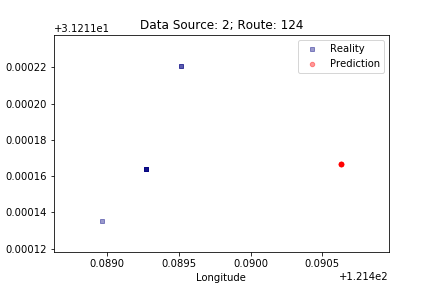 Data Source: 2; Route: 124
+3.1211e1
Reality
Prediction
0.00022
0.00020
0.00018
0.00016
0.00014
0.00012
0.0890 0.0895 0.0900 0.0905
Longitude
+1.214e2